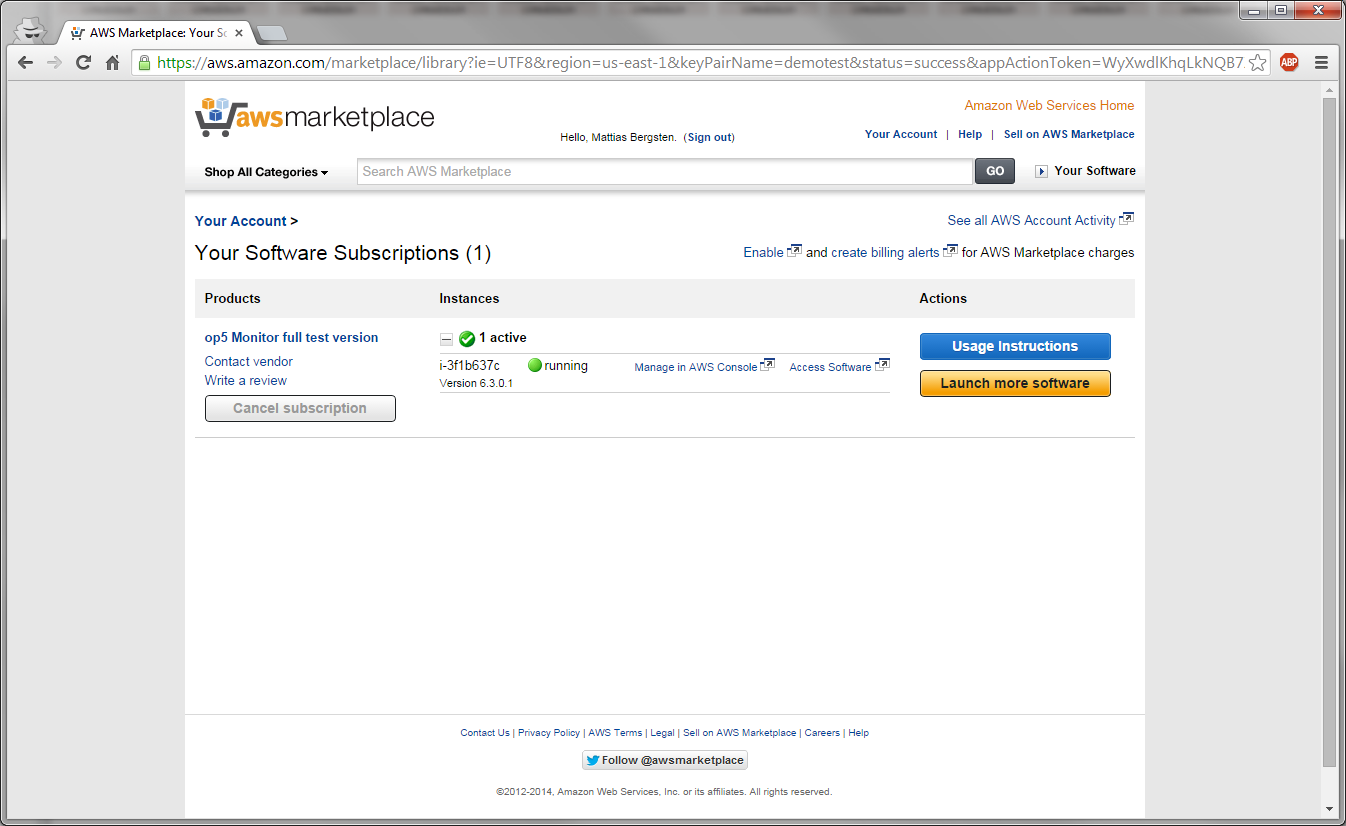 AWS Marketplace: Your So
https://aws.amazon.com/marketplace/library?ie=UTF8&region=us-east-1&keyPairName=demotest&status=success&appActionToken=WyXwdlKhqLkNQB7
ABP
awsmarketplace
Amazon Web Services Home
Hello, Mattias Bergsten. (Sign out)
Your Account | Help | Sell on AWS Marketplace
Shop All Categories
Search AWS Marketplace
GO
Your Software
Your Account >
See all AWS Account Activity
Your Software Subscriptions (1)
Enable and create billing alerts for AWS Marketplace charges
Products Instances Actions
op5 Monitor full test version
1 active
Usage Instructions
Contact vendor
i-3f1b637c running Manage in AWS Console Access Software
Write a review
Version 6.3.0.1
Launch more software
Cancel subscription
Contact Us | Privacy Policy | AWS Terms | Legal | Sell on AWS Marketplace | Careers | Help
Follow @awsmarketplace
©2012-2014, Amazon Web Services, Inc. or its affiliates. All rights reserved.